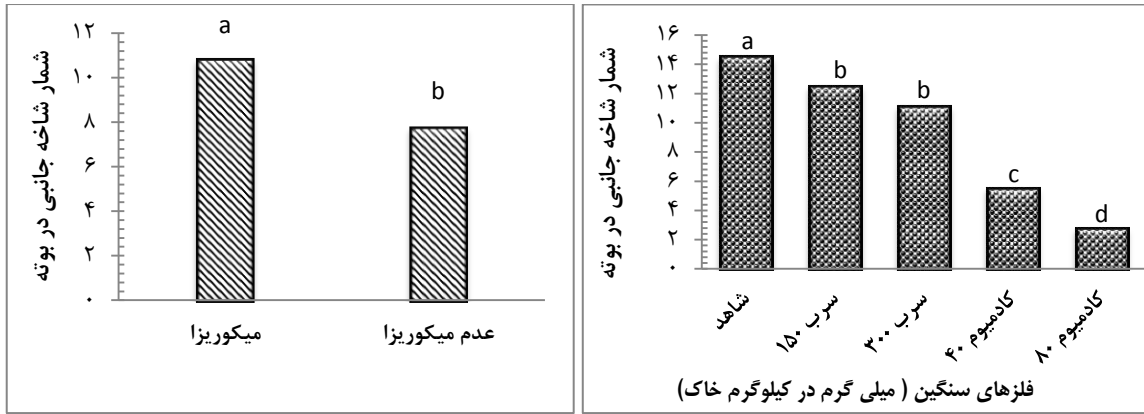 شمار شاخه جانبی در بوته
۱۲
۱۰
۸
۶
۴
۲
۰
a
b
میکوریزا
عدم میکوریزا
شمار شاخه جانبی در بوته
۱۶
۱۴
۱۲
۱۰
۸
۶
۴
۲
۰
a
b
b
c
d
شاهد
سرب ۱۵۰
سرب ۳۰۰
کادمیوم ۴۰
کادمیوم ۸۰
فلزهای سنگین ( میلی گرم در کیلوگرم خاک)